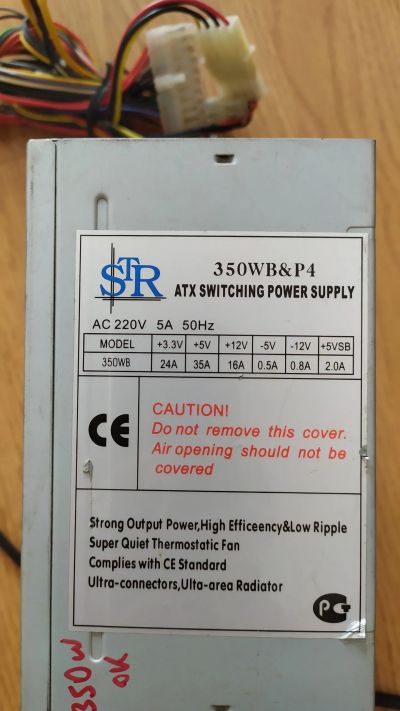 STR
350WB&P4
ATX SWITCHING POWER SUPPLY
AC 220V 5A 50Hz
MODEL +3.3V +5V +12V -5V -12V +5VSB
350WB 24A 35A 16A 0.5A 0.8A 2.0A
CE
CAUTION!
Do not remove this cover.
Air opening should not be
covered
Strong Output Power,High Efficeency&Low Ripple
Super Quiet Thermostatic Fan
Complies with CE Standard
Ultra-connectors,Ulta-area Radiator
PG
350W
OK